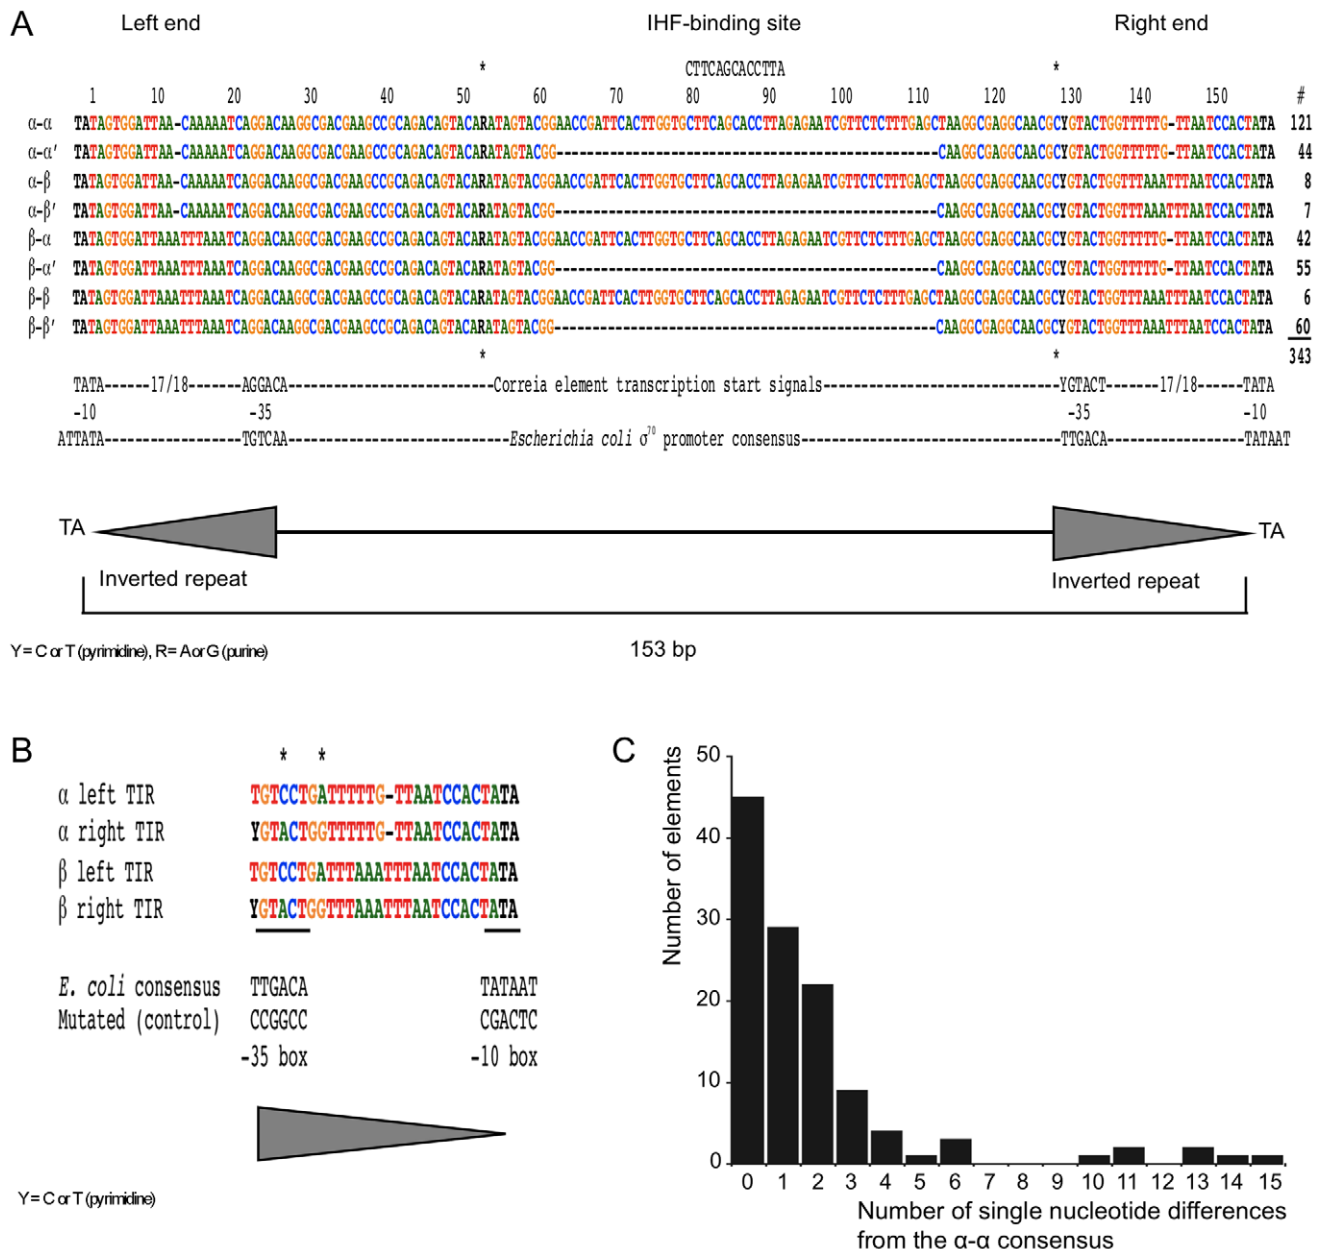 A
Left end IHF-binding site Right end
* CTTCAGCACCTTA *
1 10 20 30 40 50 60 70 80 90 100 110 120 130 140 150 #
α-α TATAGTGGATTAA-CAAAAATCAGGACAAGGCGACGAAGCCGCAGACAGTACARATAGTACGGAACCGATTCACTTGGTGCTTCAGCACCTTAGAGAATCGTTCTCTTTGAGCTAAGGCGAGGCAACGCYGTACTGGTTTTTG-TTAATCCACTATA 121
α-α′ TATAGTGGATTAA-CAAAAATCAGGACAAGGCGACGAAGCCGCAGACAGTACARATAGTACGG--------------------------------------------------CAAGGCGAGGCAACGCYGTACTGGTTTTTG-TTAATCCACTATA 44
α-β TATAGTGGATTAA-CAAAAATCAGGACAAGGCGACGAAGCCGCAGACAGTACARATAGTACGGAACCGATTCACTTGGTGCTTCAGCACCTTAGAGAATCGTTCTCTTTGAGCTAAGGCGAGGCAACGCYGTACTGGTTTAAATTTAATCCACTATA 8
α-β′ TATAGTGGATTAA-CAAAAATCAGGACAAGGCGACGAAGCCGCAGACAGTACARATAGTACGG--------------------------------------------------CAAGGCGAGGCAACGCYGTACTGGTTTAAATTTAATCCACTATA 7
β-α TATAGTGGATTAAATTTAAATCAGGACAAGGCGACGAAGCCGCAGACAGTACARATAGTACGGAACCGATTCACTTGGTGCTTCAGCACCTTAGAGAATCGTTCTCTTTGAGCTAAGGCGAGGCAACGCYGTACTGGTTTTTG-TTAATCCACTATA 42
β-α′ TATAGTGGATTAAATTTAAATCAGGACAAGGCGACGAAGCCGCAGACAGTACARATAGTACGG--------------------------------------------------CAAGGCGAGGCAACGCYGTACTGGTTTTTG-TTAATCCACTATA 55
β-β TATAGTGGATTAAATTTAAATCAGGACAAGGCGACGAAGCCGCAGACAGTACARATAGTACGGAACCGATTCACTTGGTGCTTCAGCACCTTAGAGAATCGTTCTCTTTGAGCTAAGGCGAGGCAACGCYGTACTGGTTTAAATTTAATCCACTATA 6
β-β′ TATAGTGGATTAAATTTAAATCAGGACAAGGCGACGAAGCCGCAGACAGTACARATAGTACGG--------------------------------------------------CAAGGCGAGGCAACGCYGTACTGGTTTAAATTTAATCCACTATA 60
* * 343
TATA------17/18-------AGGACA---------------------------Correia element transcription start signals-------------------------------YGTACT-------17/18------TATA
−10 −35 −35 −10
ATTATA------------------TGTCAA-----------------------------Escherichia coli σ70 promoter consensus----------------------------------TTGACA------------------TATAAT
TA TA
Inverted repeat Inverted repeat
Y= C or T (pyrimidine), R= A or G (purine) 153 bp
B
* *
α left TIR TGTCCTGATTTTTG-TTAATCCACTATA
α right TIR YGTACTGGTTTTTG-TTAATCCACTATA
β left TIR TGTCCTGATTTAAATTTAATCCACTATA
β right TIR YGTACTGGTTTAAATTTAATCCACTATA
E. coli consensus TTGACA TATAAT
Mutated (control) CCGGCC CGACTC
−35 box −10 box
Y= C or T (pyrimidine)
C
Number of elements
50
40
30
20
10
0
0 1 2 3 4 5 6 7 8 9 10 11 12 13 14 15
Number of single nucleotide differences
from the α-α consensus